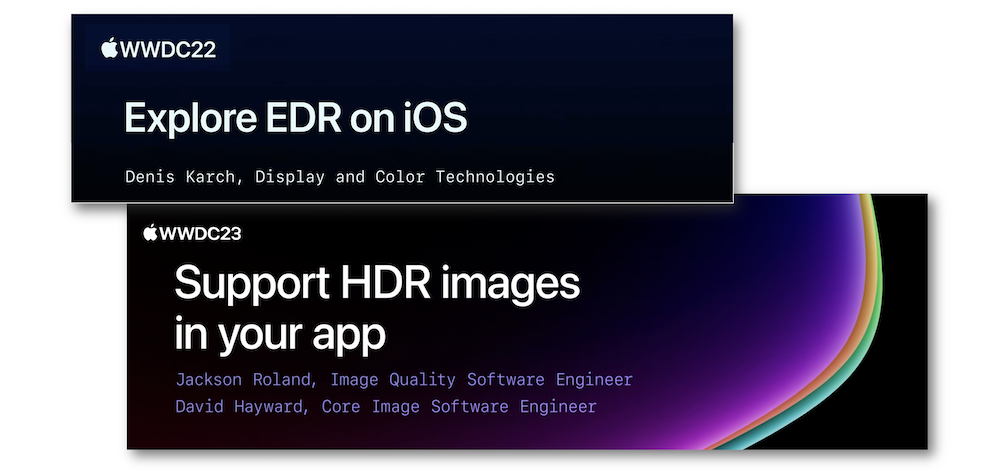 WWDC22
Explore EDR on iOS
Denis Karch, Display and Color Technologies
WWDC23
Support HDR images
in your app
Jackson Roland, Image Quality Software Engineer
David Hayward, Core Image Software Engineer